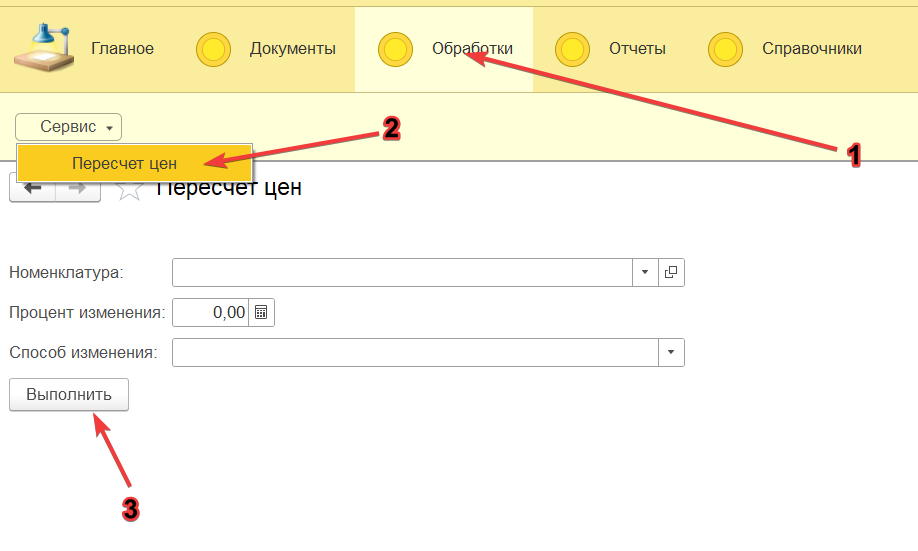 Главное Документы Обработки Отчеты Справочники
Сервис
2
1
Пересчет цен
Пересчет цен
Номенклатура:
Процент изменения: 0,00
Способ изменения:
Выполнить
3